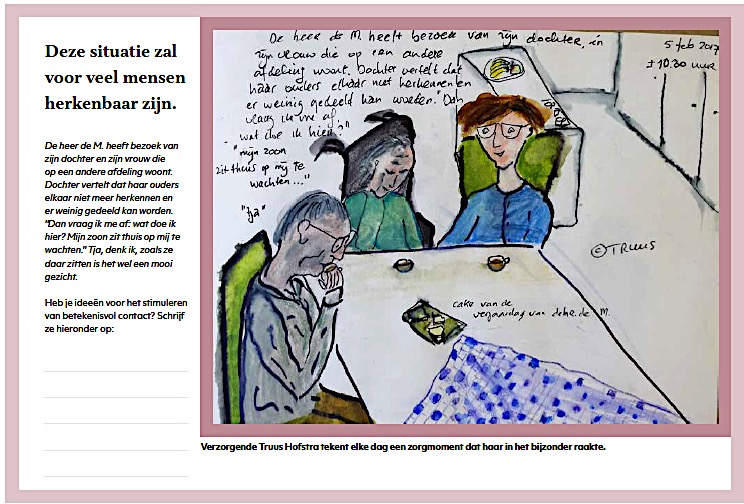 Deze situatie zal
voor veel mensen
herkenbaar zijn.
De heer de M. heeft bezoek van
zijn dochter en zijn vrouw die
op een andere afdeling woont.
Dochter vertelt dat haar ouders
elkaar niet meer herkennen en
er weinig gedeeld kan worden.
"Dan vraag ik me af: wat doe ik
hier? Mijn zoon zit thuis op mij te
wachten." Tja, denk ik, zoals ze
daar zitten is het wel een mooi
gezicht.
Heb je ideeën voor het stimuleren
van betekenisvol contact? Schrijf
ze hieronder op:
De heer de M. heeft bezoek van zijn dochter, en
zijn vrouw die op een andere
afdeling woont. Dochter vertelt dat
haar ouders elkaar niet herkennen en
er weinig gedeeld kan worden. "Dan
vraag ik me af,
wat doe ik hier?"
"mijn zoon
zit thuis op mij te
wachten..."
"tja"
5 feb 2017
± 10.30 uur
© TRUUS
cake van de
verjaardag van dehr. de M.
Verzorgende Truus Hofstra tekent elke dag een zorgmoment dat haar in het bijzonder raakte.